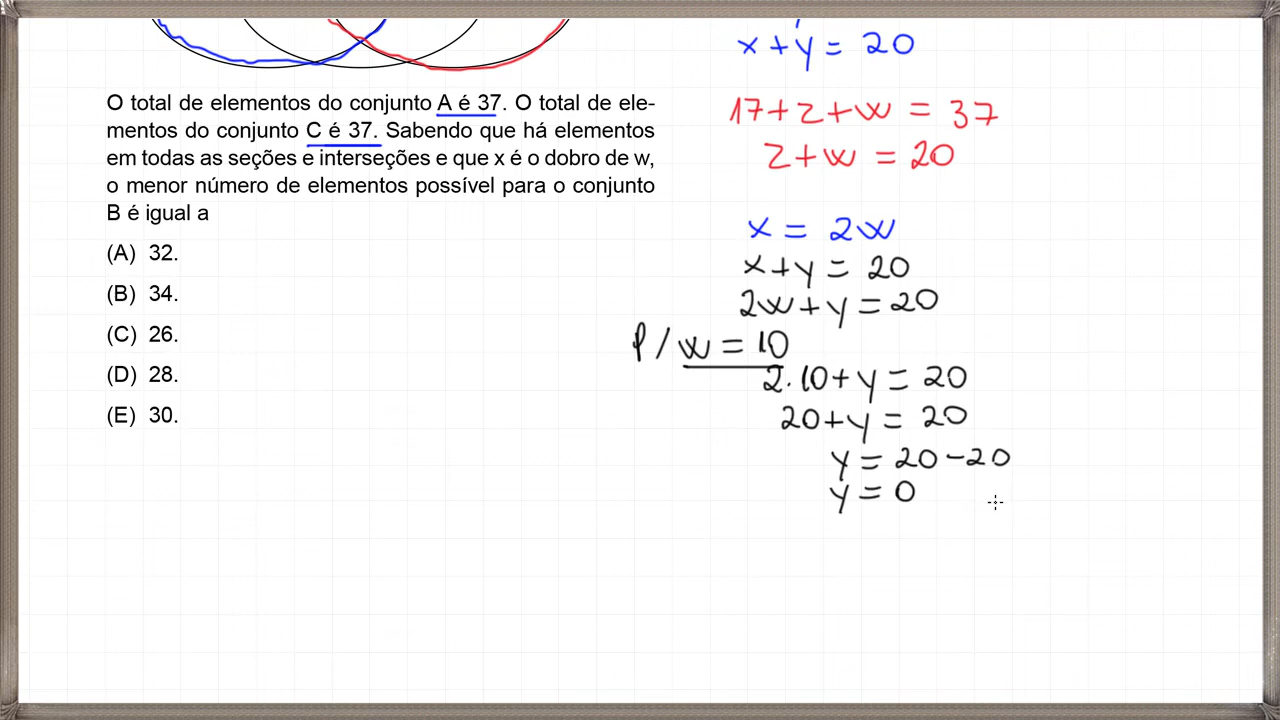 O total de elementos do conjunto A é 37. O total de ele-
mentos do conjunto C é 37. Sabendo que há elementos
em todas as seções e interseções e que x é o dobro de w,
o menor número de elementos possível para o conjunto
B é igual a
(A) 32.
(B) 34.
(C) 26.
(D) 28.
(E) 30.
x + y = 20
17 + z + w = 37
z + w = 20
x = 2w
x + y = 20
2w + y = 20
P / w = 10
2 . 10 + y = 20
20 + y = 20
y = 20 - 20
y = 0